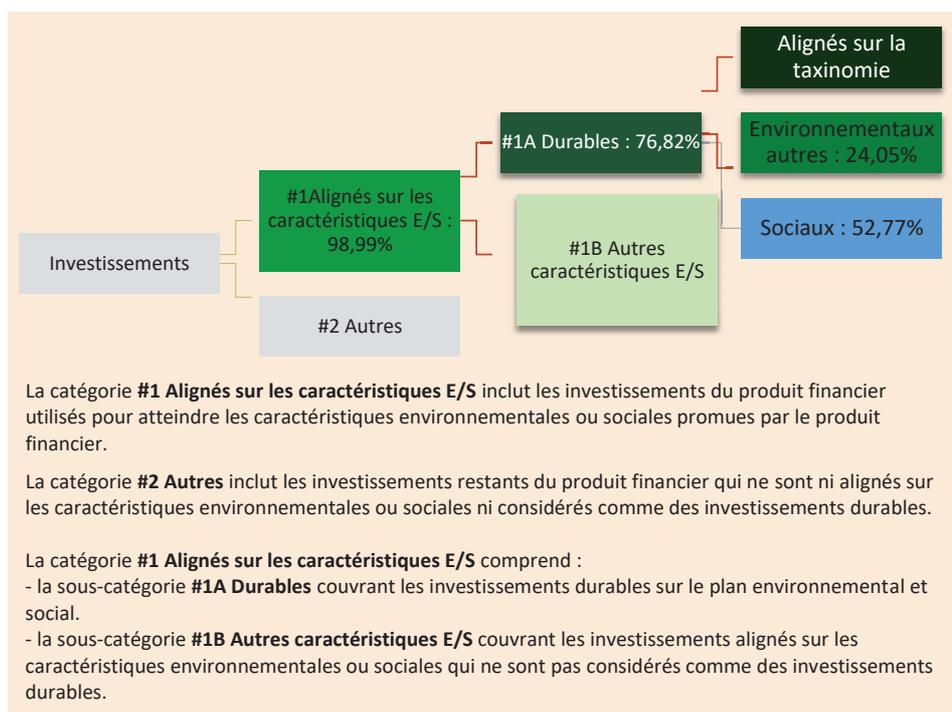 Alignés sur la
taxinomie
#1A Durables : 76,82%
Environnementaux
autres : 24,05%
#1Alignés sur les
caractéristiques E/S :
98,99%
Sociaux : 52,77%
#1B Autres
caractéristiques E/S
Investissements
#2 Autres
La catégorie #1 Alignés sur les caractéristiques E/S inclut les investissements du produit financier
utilisés pour atteindre les caractéristiques environnementales ou sociales promues par le produit
financier.
La catégorie #2 Autres inclut les investissements restants du produit financier qui ne sont ni alignés sur
les caractéristiques environnementales ou sociales ni considérés comme des investissements durables.
La catégorie #1 Alignés sur les caractéristiques E/S comprend :
- la sous-catégorie #1A Durables couvrant les investissements durables sur le plan environnemental et
social.
- la sous-catégorie #1B Autres caractéristiques E/S couvrant les investissements alignés sur les
caractéristiques environnementales ou sociales qui ne sont pas considérés comme des investissements
durables.